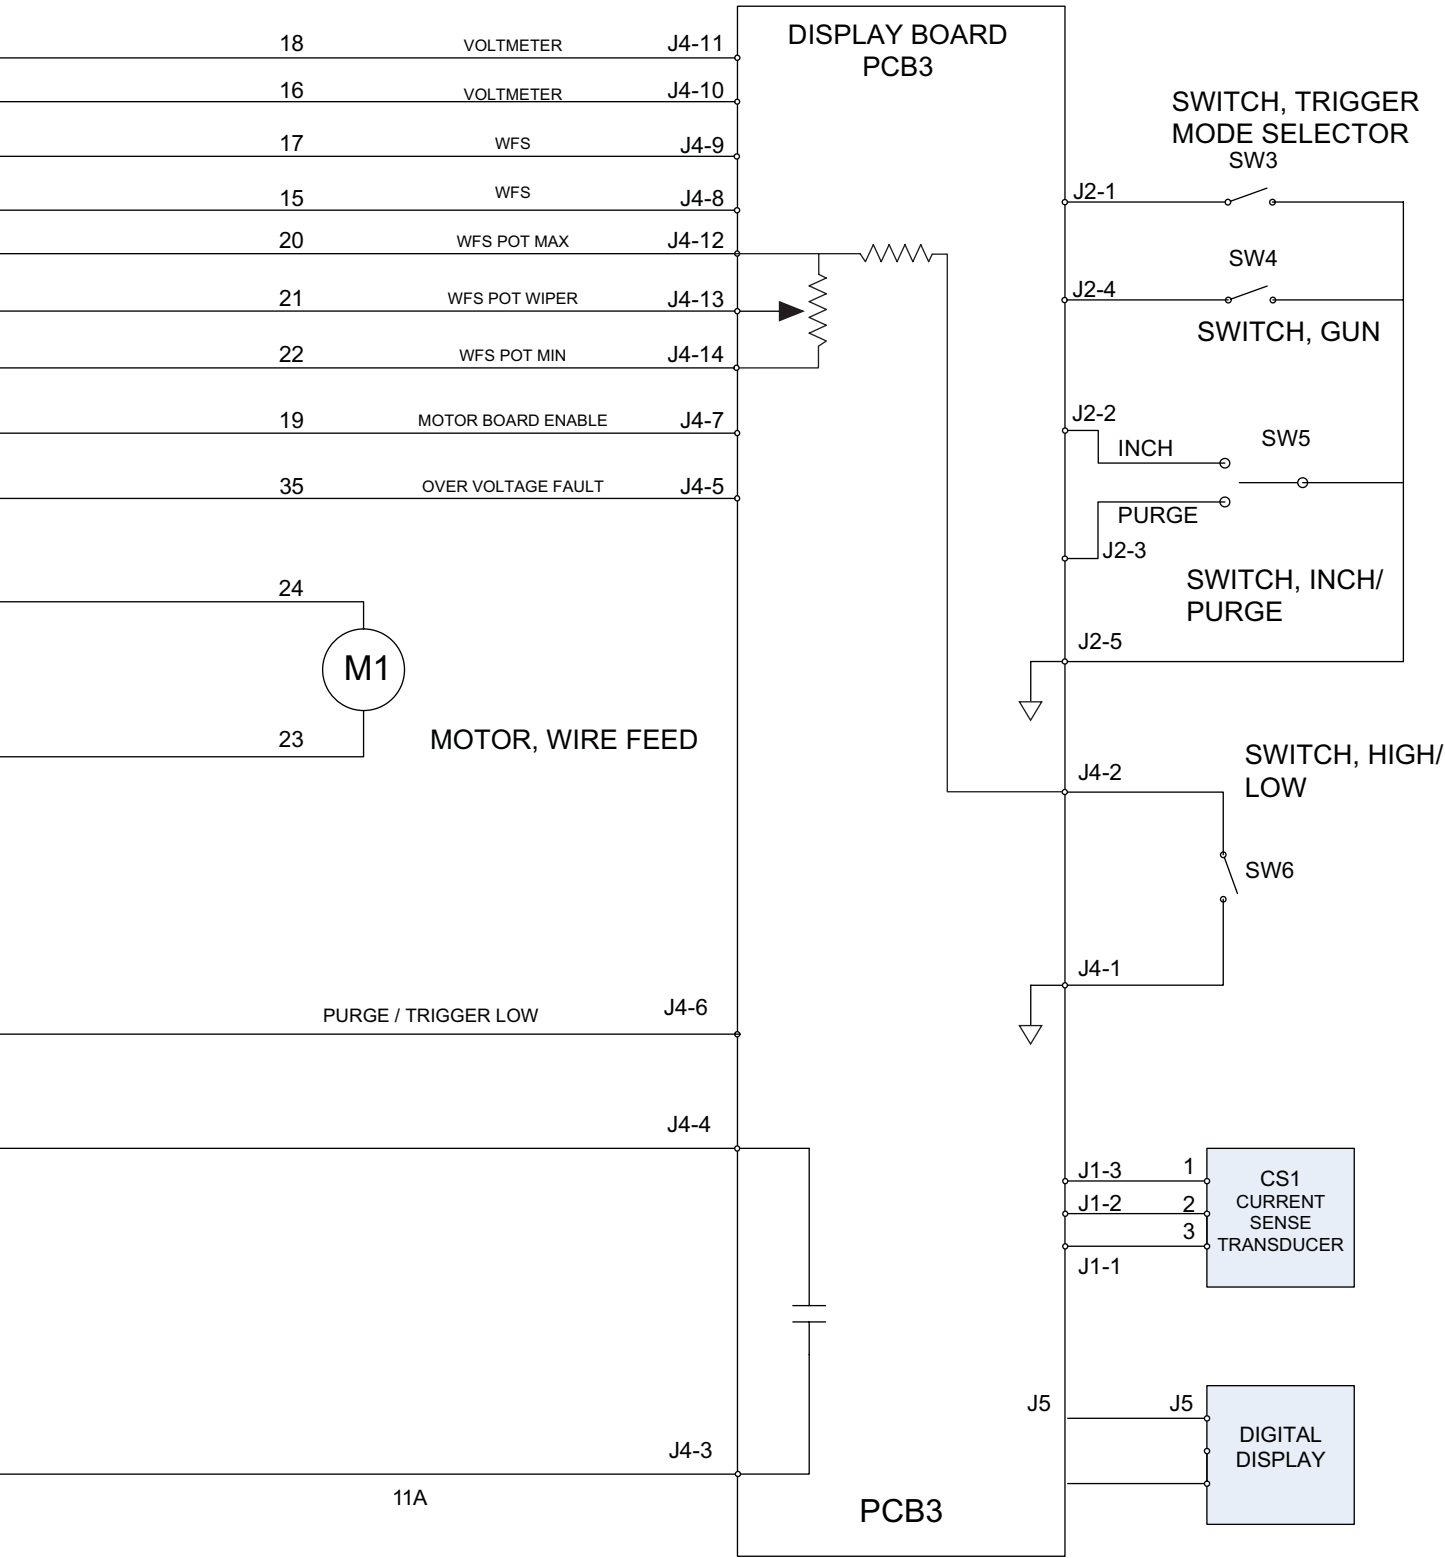 18 VOLTMETER J4-11
16 VOLTMETER J4-10
17 WFS J4-9
15 WFS J4-8
20 WFS POT MAX J4-12
21 WFS POT WIPER J4-13
22 WFS POT MIN J4-14
19 MOTOR BOARD ENABLE J4-7
35 OVER VOLTAGE FAULT J4-5
24
M1
23
MOTOR, WIRE FEED
PURGE / TRIGGER LOW J4-6
J4-4
J4-3
11A
DISPLAY BOARD
PCB3
SWITCH, TRIGGER
MODE SELECTOR
SW3
J2-1
SW4
J2-4
SWITCH, GUN
J2-2
INCH
SW5
PURGE
J2-3
SWITCH, INCH/
PURGE
J2-5
SWITCH, HIGH/
LOW
J4-2
SW6
J4-1
J1-3 1
J1-2 2
3
J1-1
CS1
CURRENT
SENSE
TRANSDUCER
J5 J5
DIGITAL
DISPLAY
PCB3